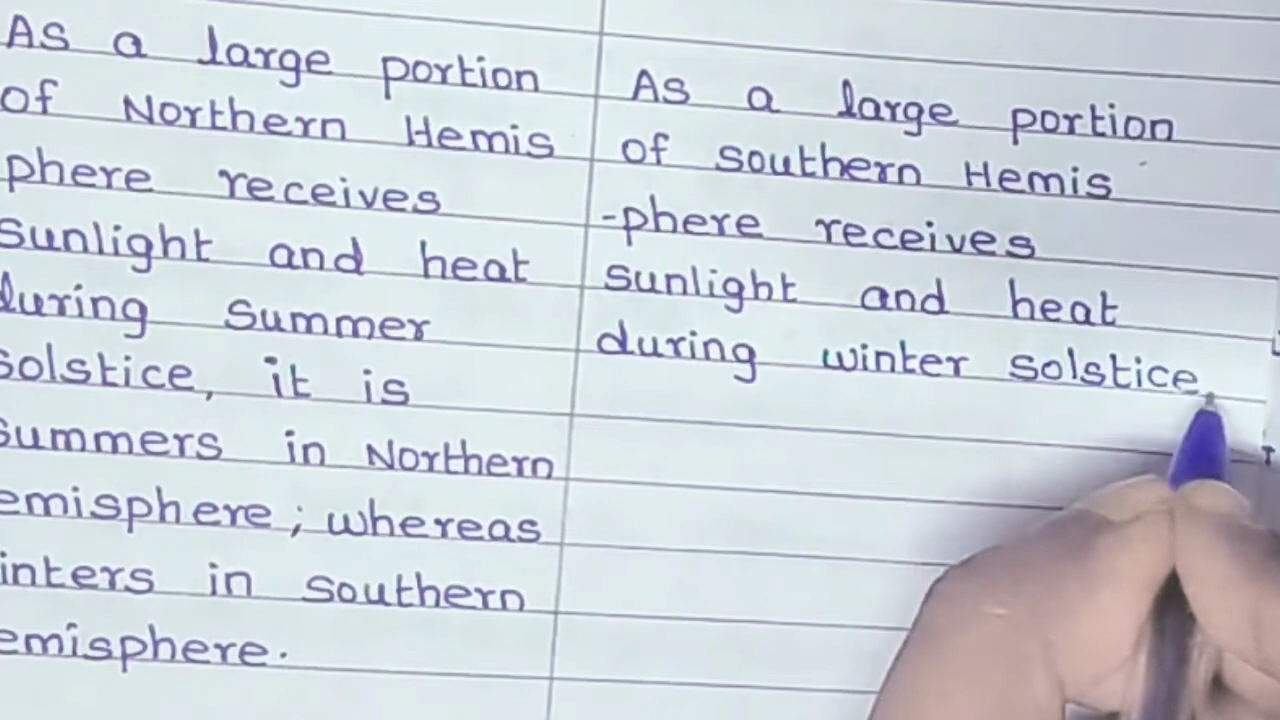 As a large portion
of Northern Hemis
phere receives
sunlight and heat
during Summer
solstice, it is
summers in Northern
emisphere; whereas
inters in southern
emisphere.
As a large portion
of southern Hemis
-phere receives
sunlight and heat
during winter solstice,